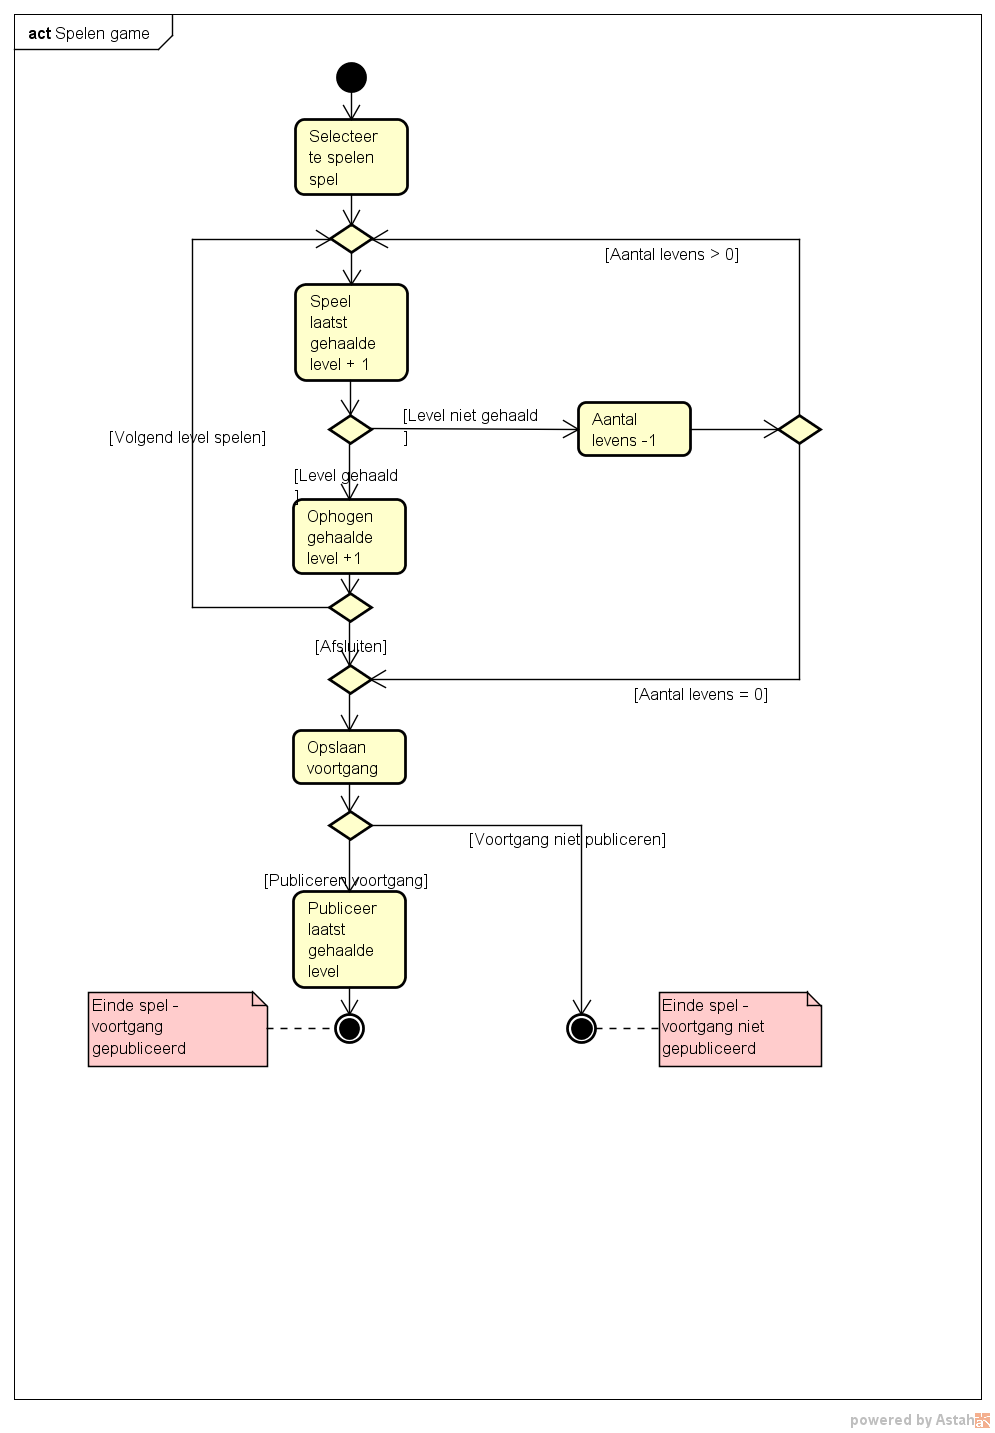 act Spelen game
Selecteer
te spelen
spel
[Aantal levens > 0]
Speel
laatst
gehaalde
level + 1
[Level niet gehaald
]
Aantal
levens -1
[Volgend level spelen]
[Level gehaald
]
Ophogen
gehaalde
level +1
[Afsluiten]
[Aantal levens = 0]
Opslaan
voortgang
[Voortgang niet publiceren]
[Publiceren voortgang]
Publiceer
laatst
gehaalde
level
Einde spel -
voortgang
gepubliceerd
Einde spel -
voortgang niet
gepubliceerd
powered by Astah